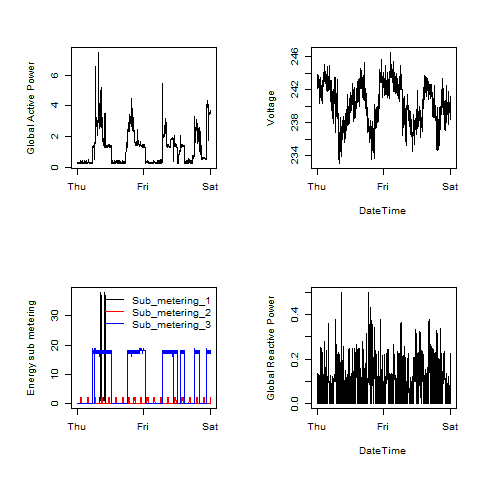 Global Active Power
0 2 4 6
Thu Fri Sat
Voltage
234 238 242 246
Thu Fri Sat
DateTime
Energy sub metering
0 10 20 30
Sub_metering_1
Sub_metering_2
Sub_metering_3
Thu Fri Sat
Global Reactive Power
0.0 0.2 0.4
Thu Fri Sat
DateTime